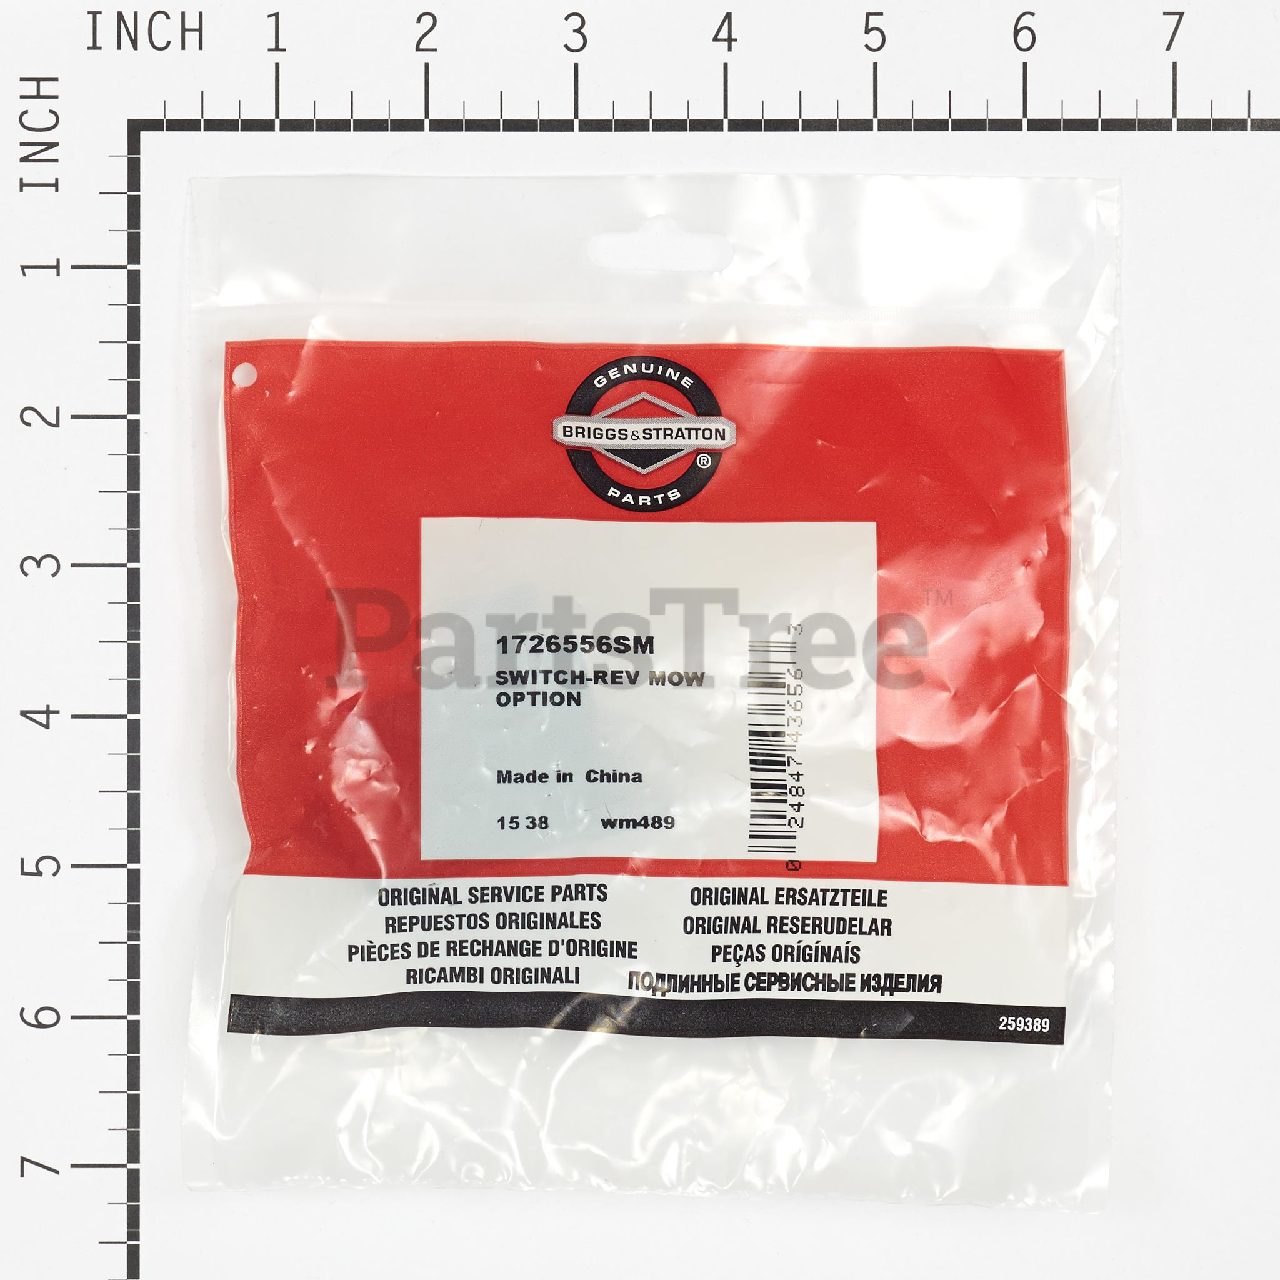 INCH 1 2 3 4 5 6 7
INCH 1 2 3 4 5 6 7
GENUINE
BRIGGS&STRATTON
®
PARTS
PartsTree™
1726556SM
SWITCH-REV MOW
OPTION
Made in China
15 38 wm489
0 24847 43656 3
ORIGINAL SERVICE PARTS
REPUESTOS ORIGINALES
PIÈCES DE RECHANGE D'ORIGINE
RICAMBI ORIGINALI
ORIGINAL ERSATZTEILE
ORIGINAL RESERUDELAR
PEÇAS ORÍGÍNAÍS
ПОДЛИННЫЕ СЕРВИСНЫЕ ИЗДЕЛИЯ
259389